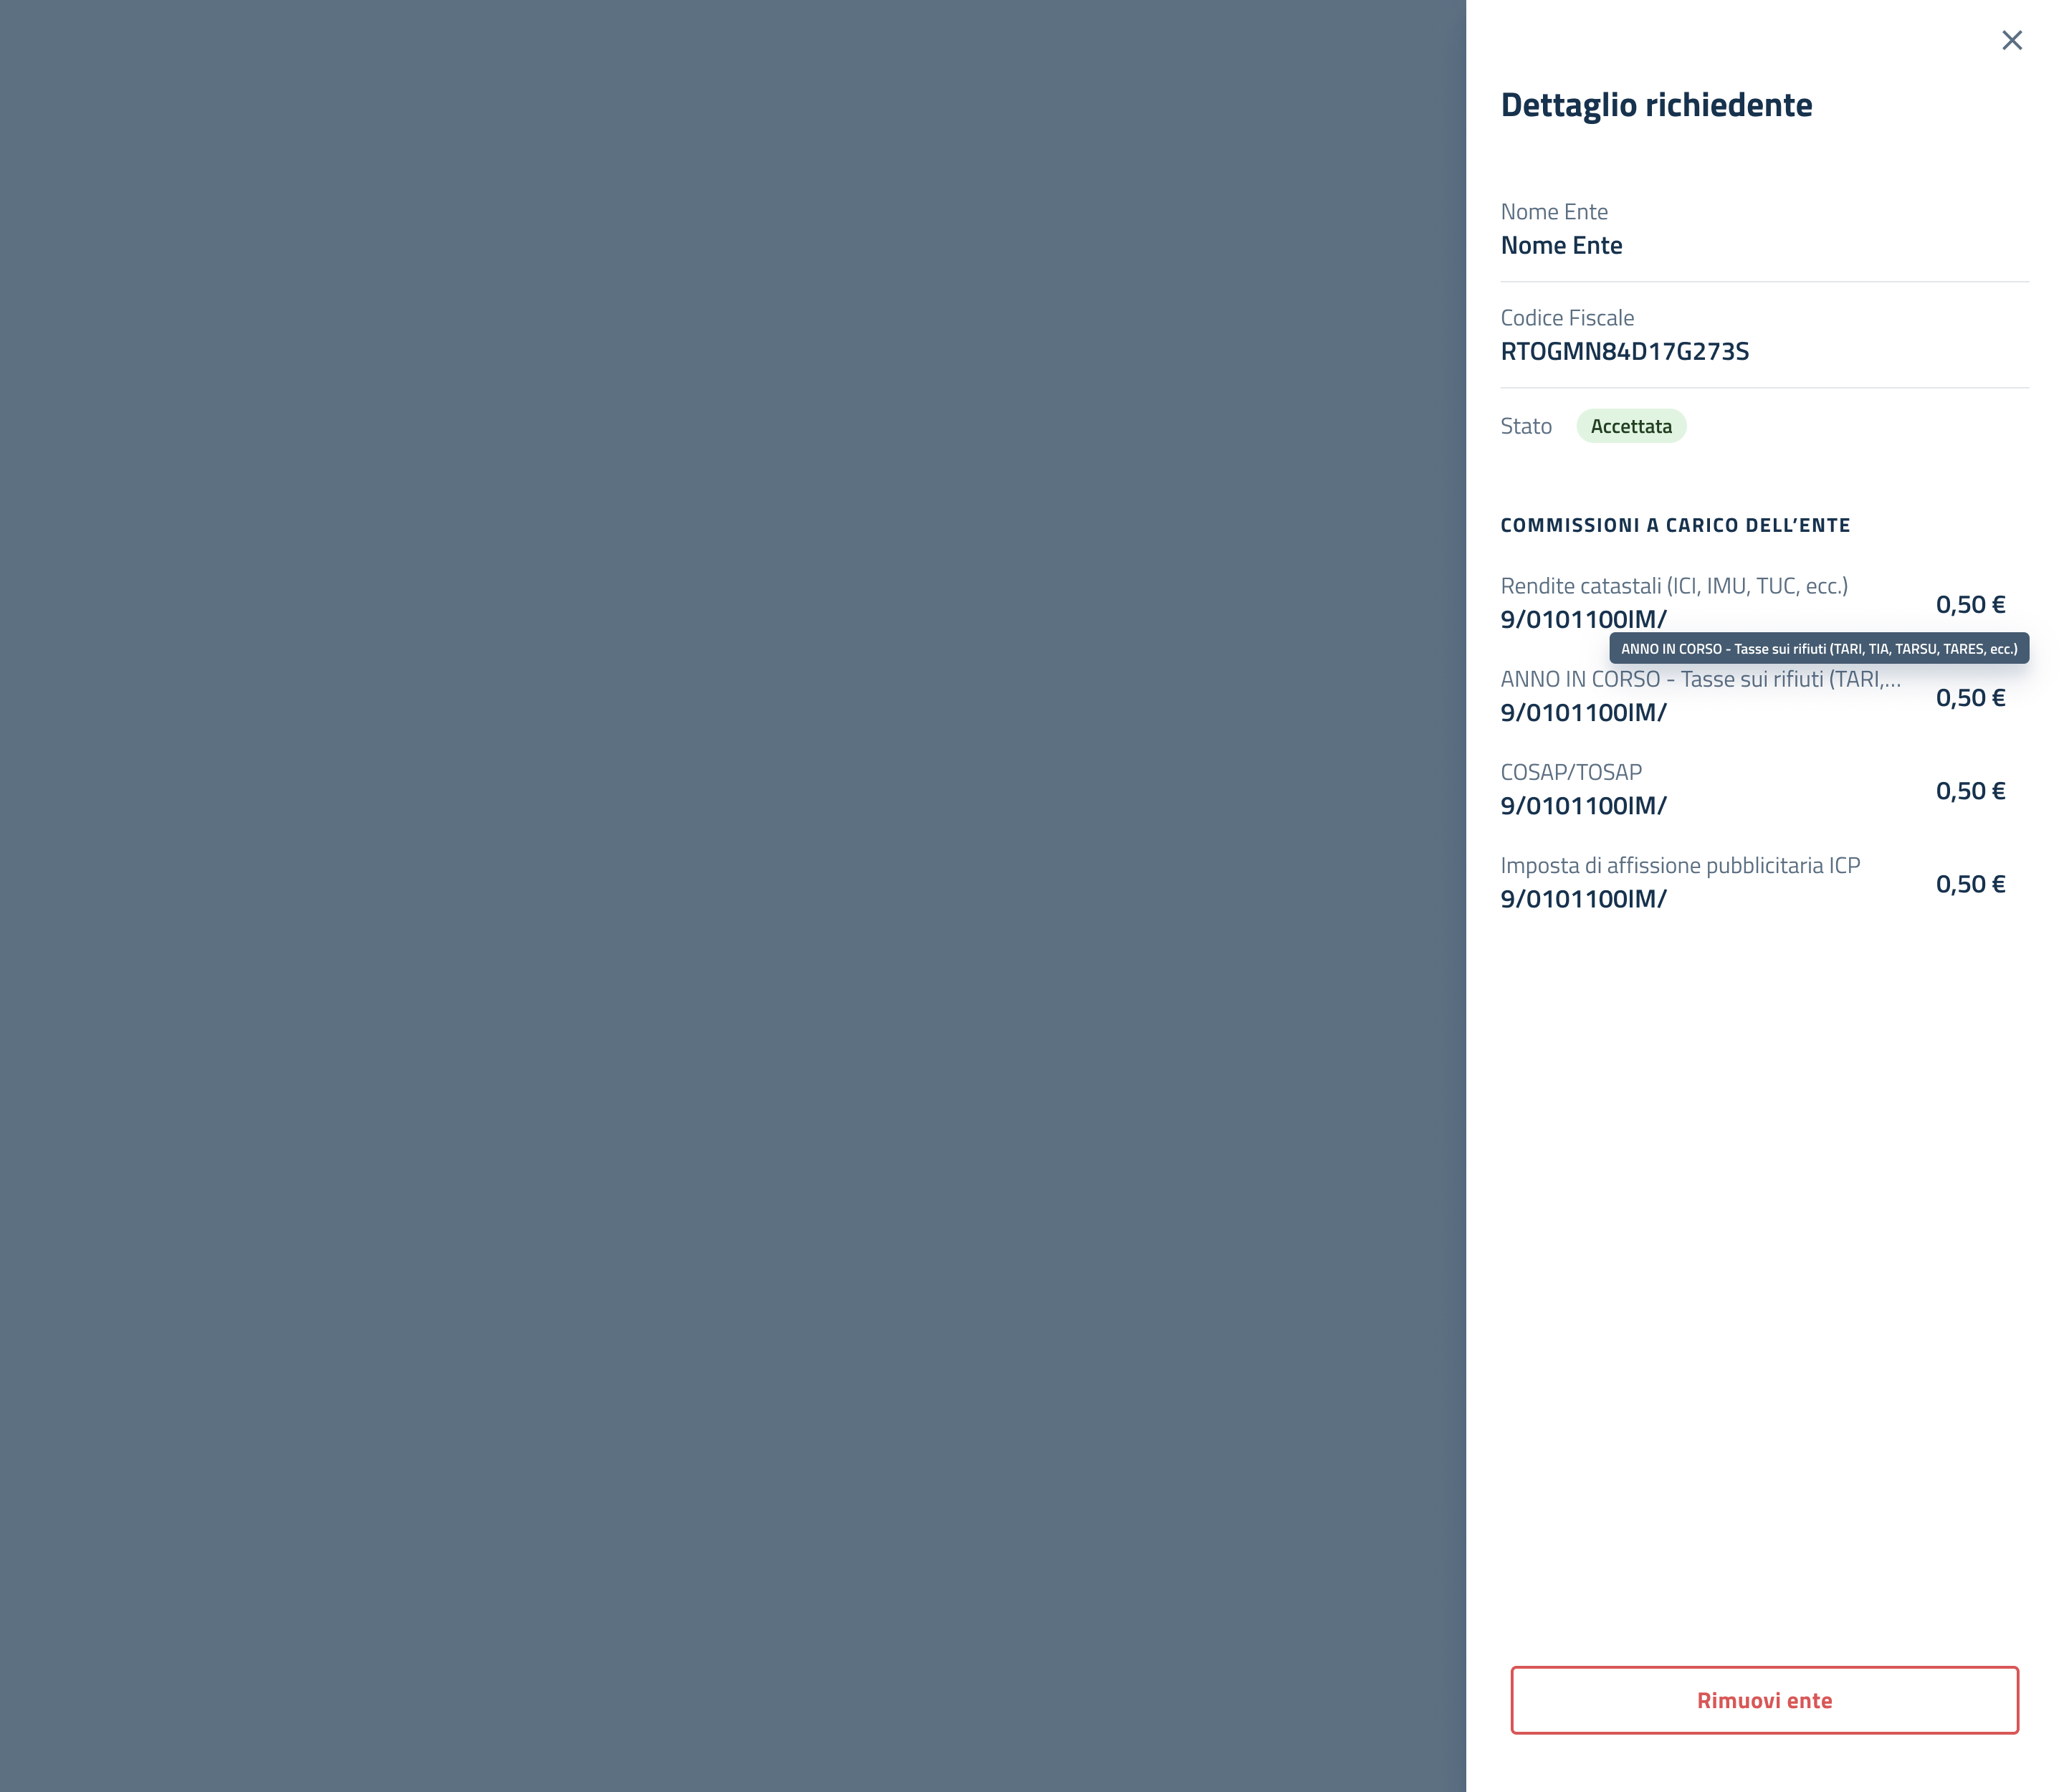 Dettaglio richiedente
Nome Ente
Nome Ente
Codice Fiscale
RTOGMN84D17G273S
Stato Accettata
COMMISSIONI A CARICO DELL’ENTE
Rendite catastali (ICI, IMU, TUC, ecc.)
9/0101100IM/
0,50 €
ANNO IN CORSO - Tasse sui rifiuti (TARI, TIA, TARSU, TARES, ecc.)
ANNO IN CORSO - Tasse sui rifiuti (TARI,...
9/0101100IM/
0,50 €
COSAP/TOSAP
9/0101100IM/
0,50 €
Imposta di affissione pubblicitaria ICP
9/0101100IM/
0,50 €
Rimuovi ente